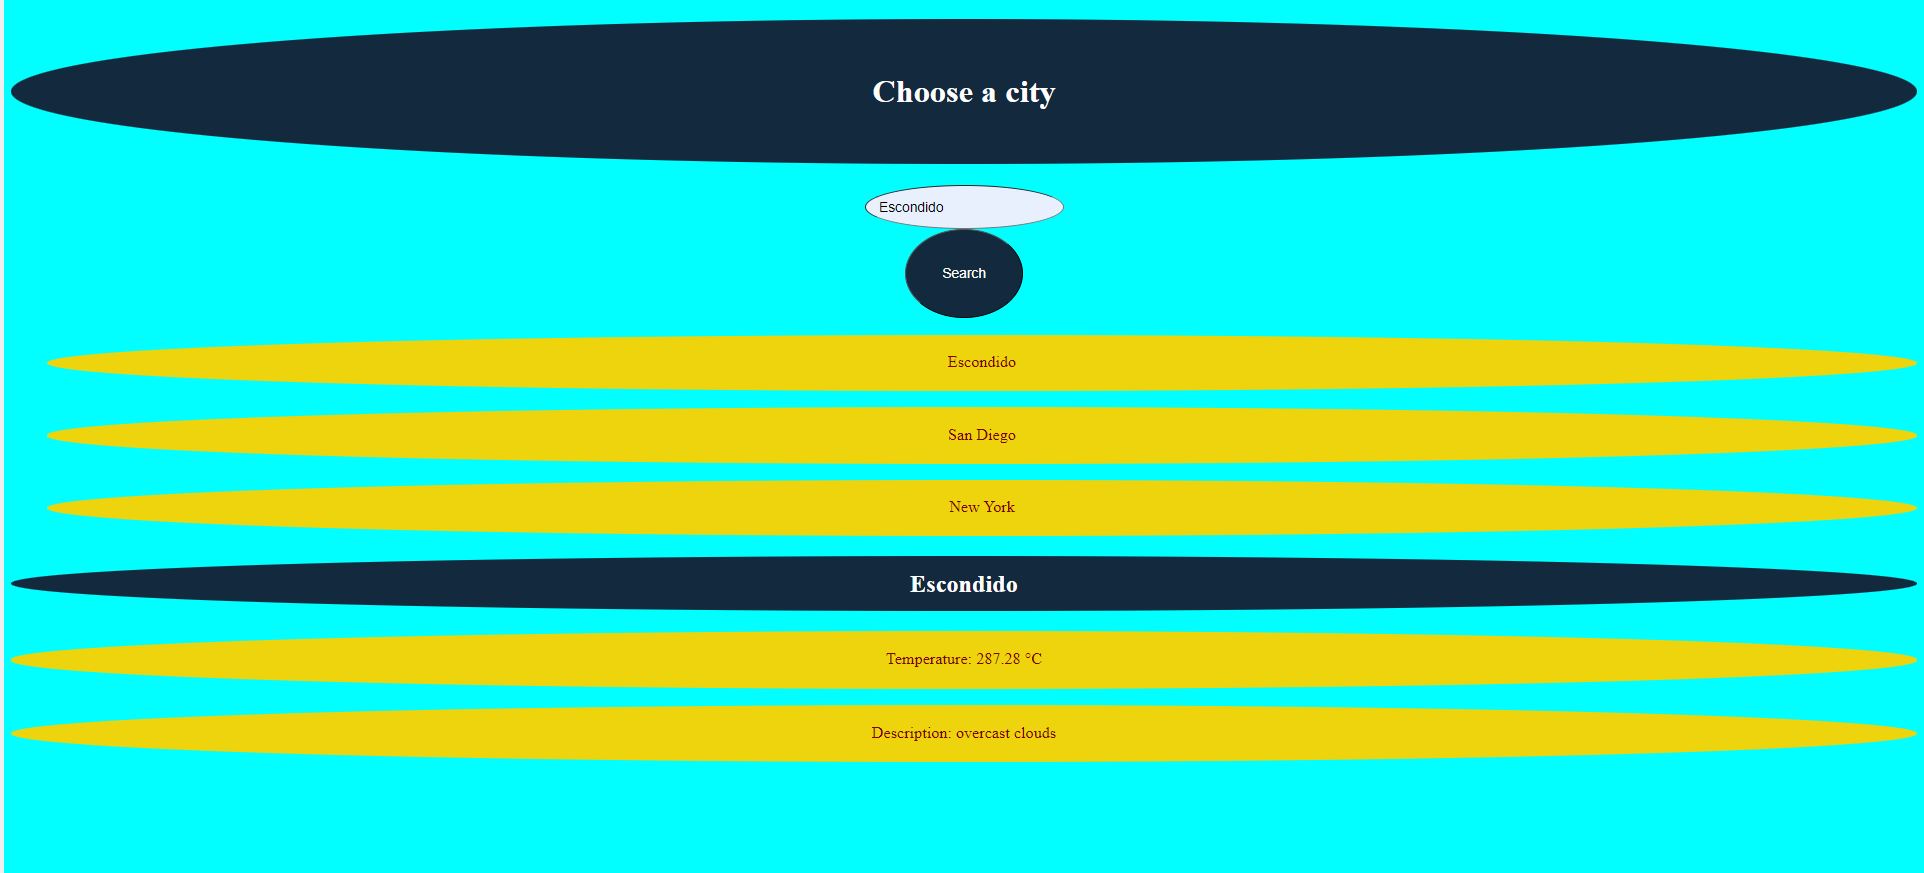 Choose a city
Escondido
Search
Escondido
San Diego
New York
Escondido
Temperature: 287.28 °C
Description: overcast clouds